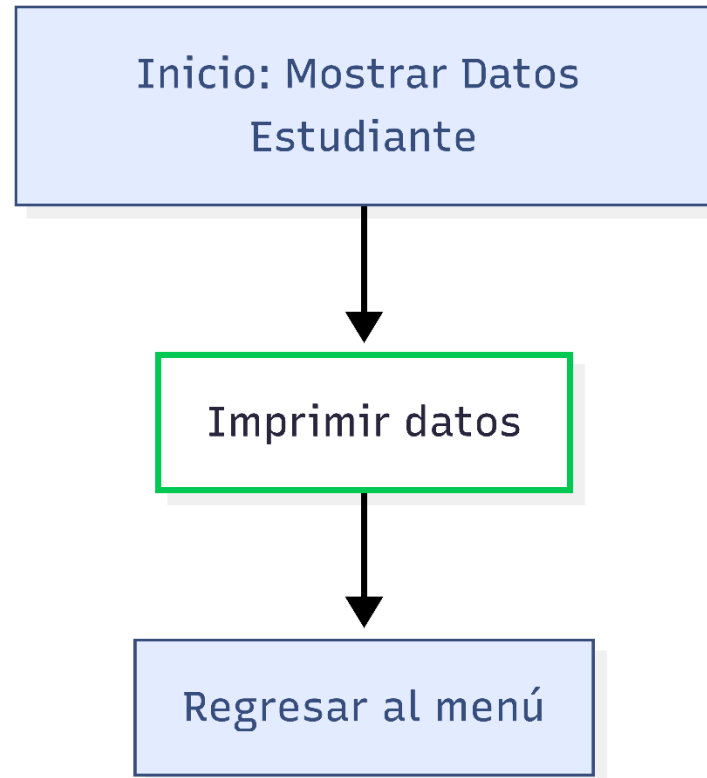 Inicio: Mostrar Datos
Estudiante
Imprimir datos
Regresar al menú